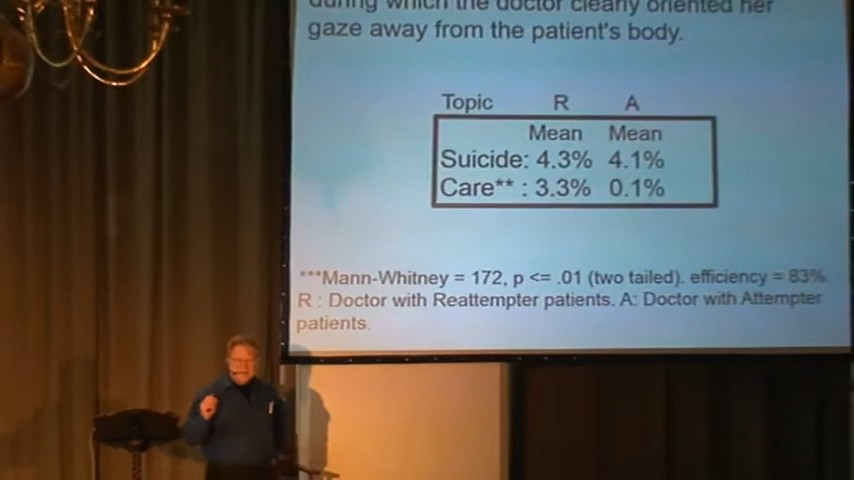 during which the doctor clearly oriented her
gaze away from the patient's body.
Topic R A
Mean Mean
Suicide: 4.3% 4.1%
Care** : 3.3% 0.1%
***Mann-Whitney = 172, p <= .01 (two tailed). efficiency = 83%.
R : Doctor with Reattempter patients. A: Doctor with Attempter
patients.